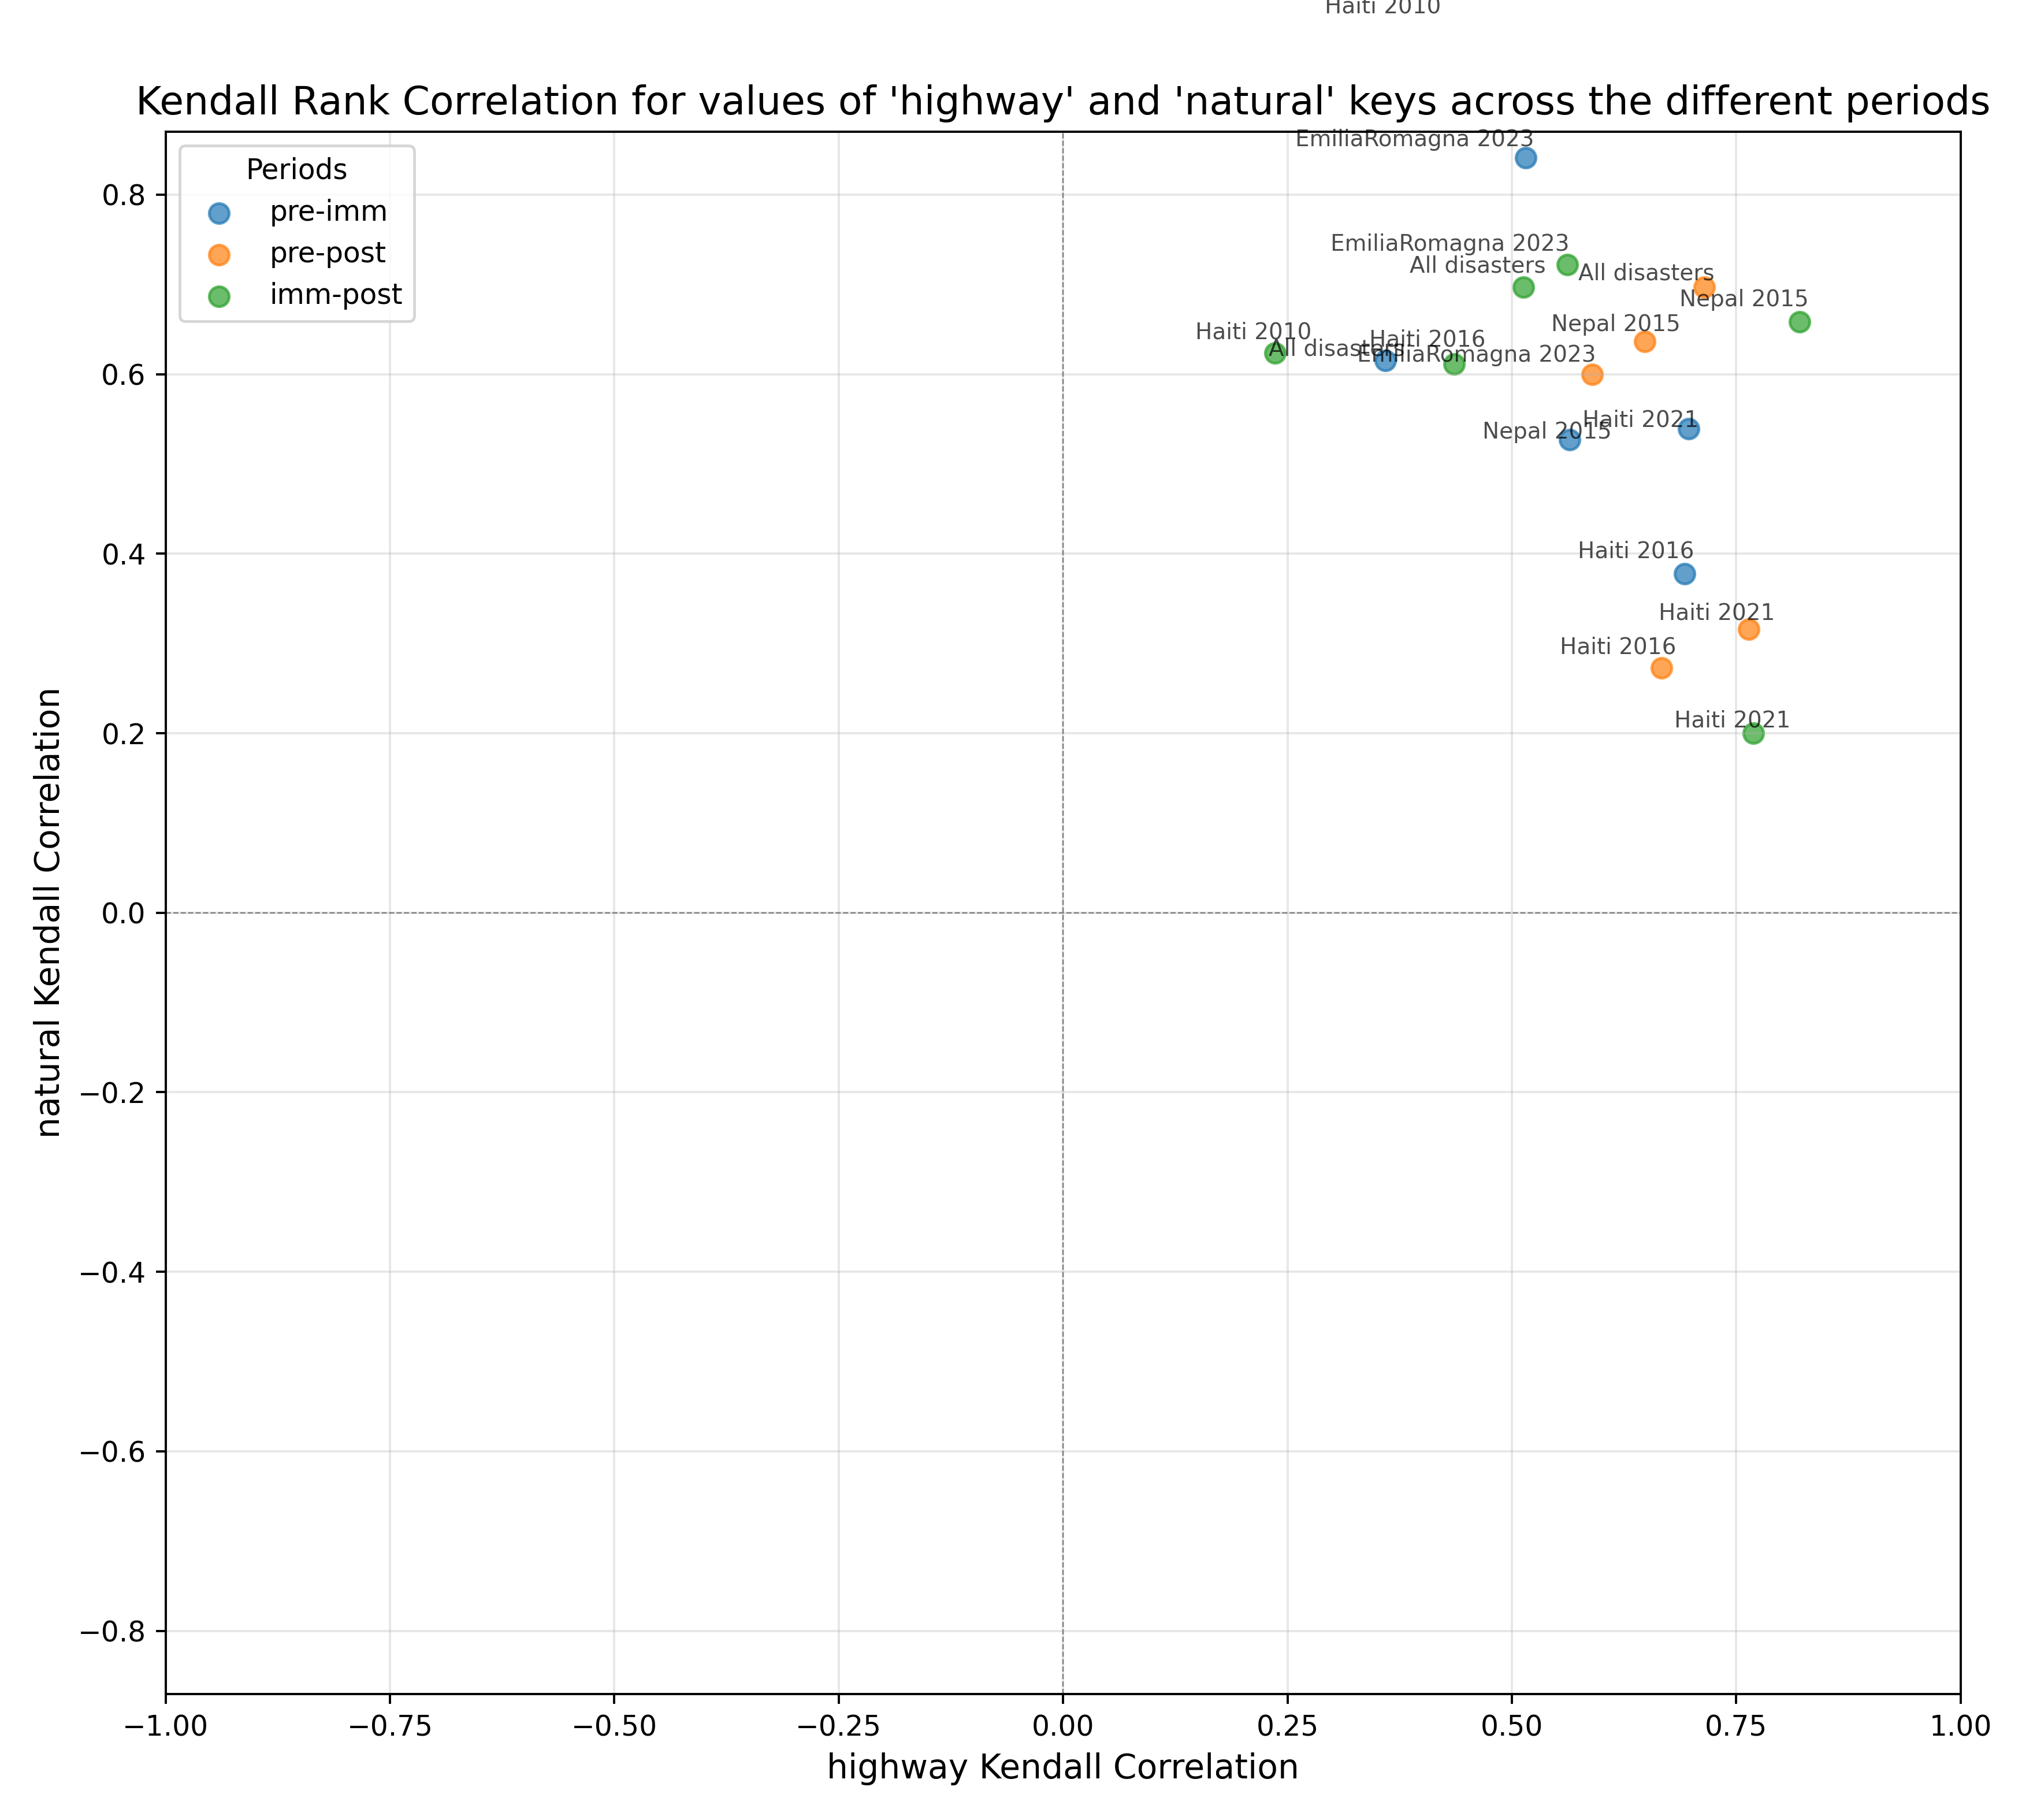 Haiti 2010
Kendall Rank Correlation for values of 'highway' and 'natural' keys across the different periods
EmiliaRomagna 2023
Periods
pre-imm
pre-post
imm-post
EmiliaRomagna 2023
All disasters
All disasters
Nepal 2015
Nepal 2015
Haiti 2010
Haiti 2016
All disasters
EmiliaRomagna 2023
Haiti 2021
Nepal 2015
Haiti 2016
Haiti 2021
Haiti 2016
Haiti 2021
0.8
0.6
0.4
0.2
0.0
−0.2
−0.4
−0.6
−0.8
natural Kendall Correlation
−1.00
−0.75
−0.50
−0.25
0.00
0.25
0.50
0.75
1.00
highway Kendall Correlation